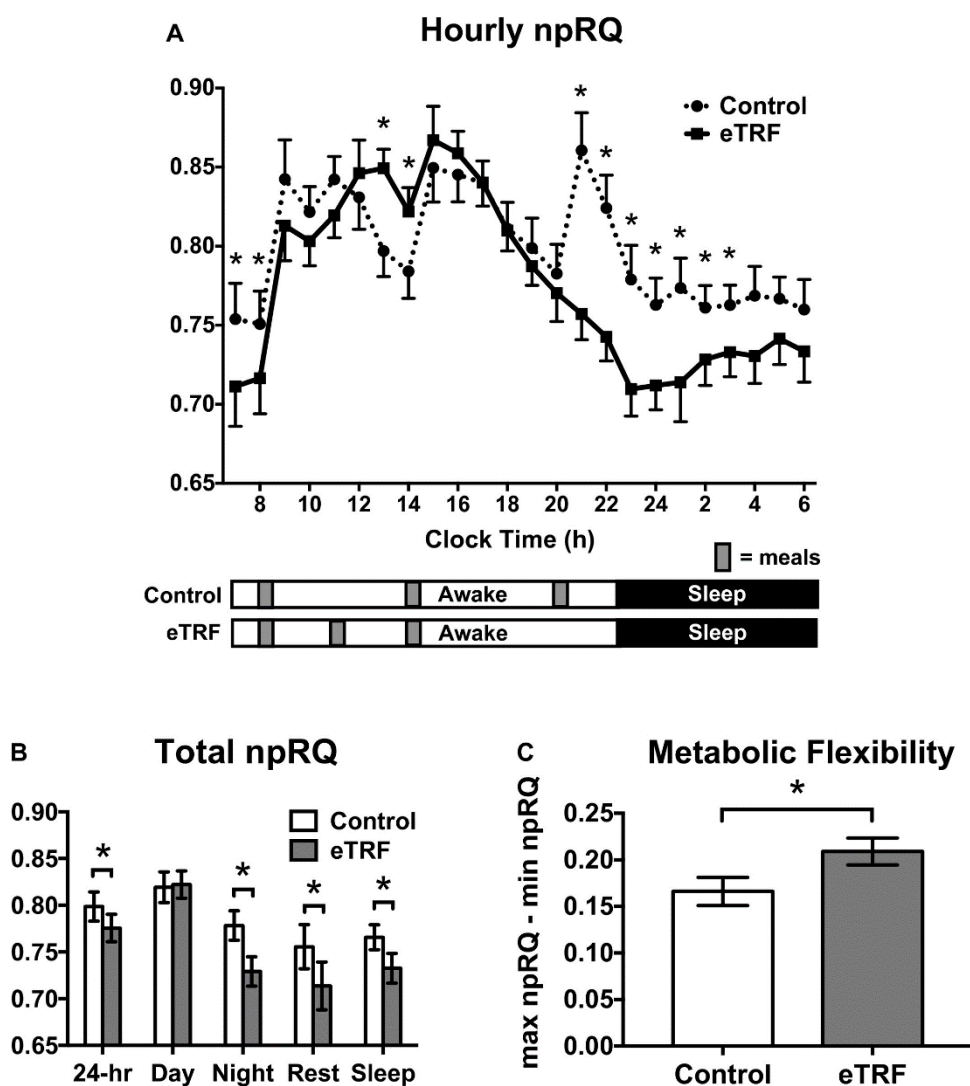 A Hourly npRQ
0.90
0.85
0.80
0.75
0.70
0.65
* * * * * * * * * * *
Control
eTRF
8 10 12 14 16 18 20 22 24 2 4 6
Clock Time (h)
= meals
Control Awake Sleep
eTRF Awake Sleep
B Total npRQ
0.90
0.85
0.80
0.75
0.70
0.65
Control
eTRF
* * * *
24-hr Day Night Rest Sleep
C Metabolic Flexibility
max npRQ - min npRQ
0.25
0.20
0.15
0.10
0.05
0.00
*
Control eTRF